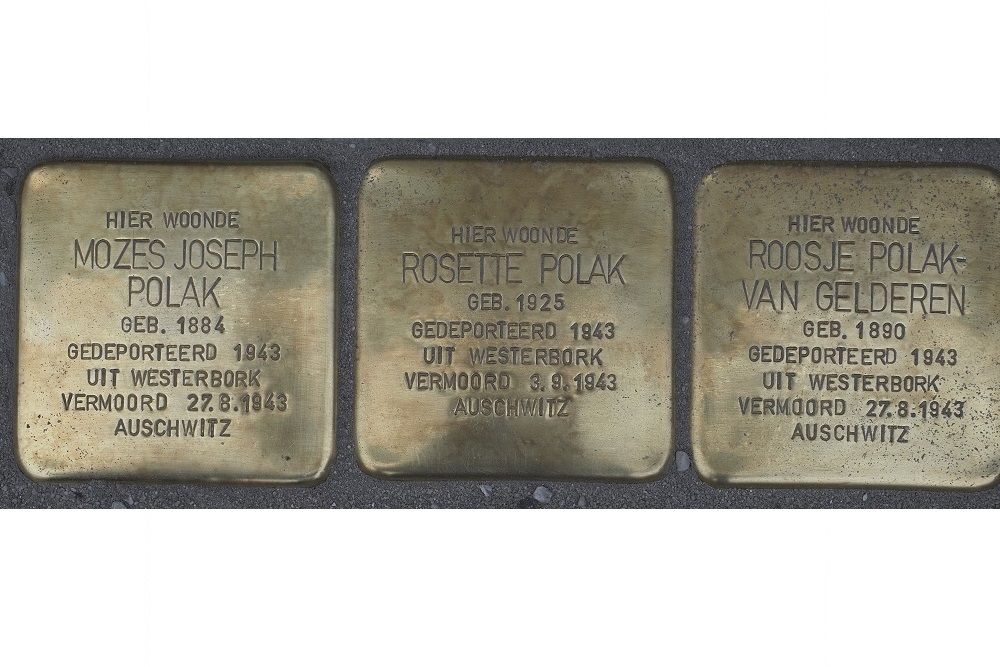 HIER WOONDE
MOZES JOSEPH
POLAK
GEB. 1884
GEDEPORTEERD 1943
UIT WESTERBORK
VERMOORD 27.8.1943
AUSCHWITZ
HIER WOONDE
ROSETTE POLAK
GEB. 1925
GEDEPORTEERD 1943
UIT WESTERBORK
VERMOORD 3.9.1943
AUSCHWITZ
HIER WOONDE
ROOSJE POLAK-
VAN GELDEREN
GEB. 1890
GEDEPORTEERD 1943
UIT WESTERBORK
VERMOORD 27.8.1943
AUSCHWITZ